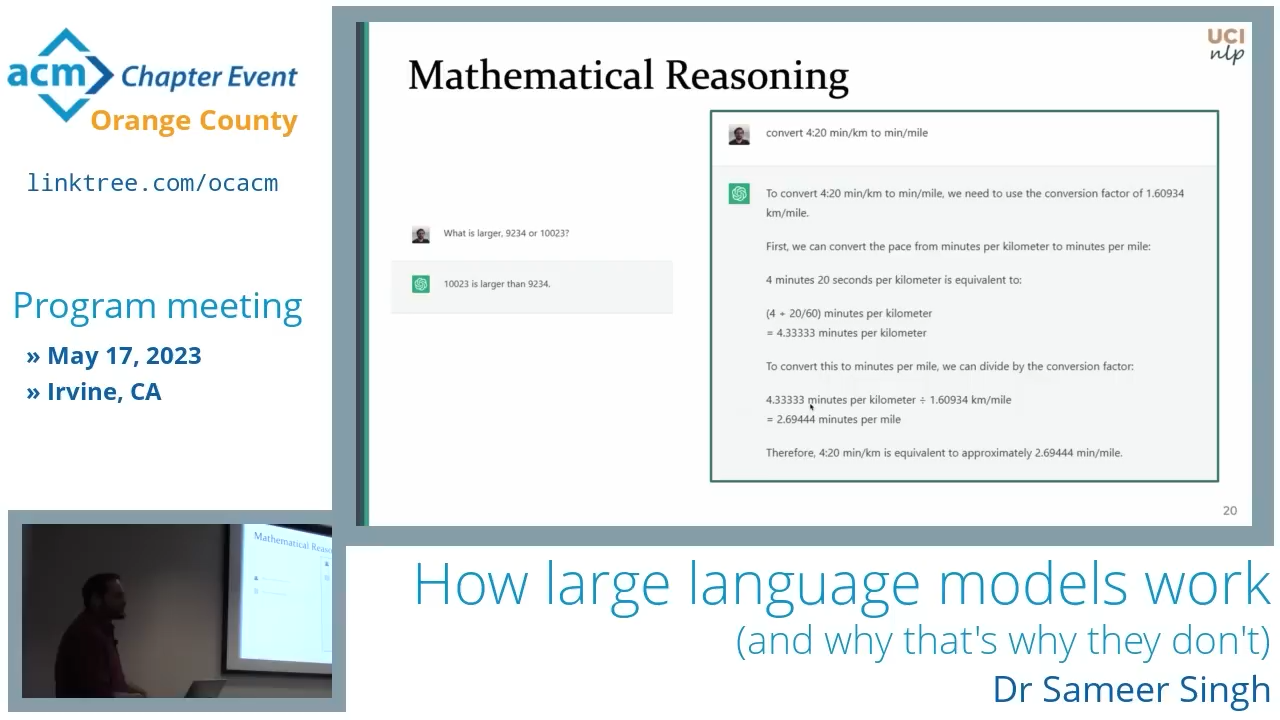 acm Chapter Event
Orange County
linktree.com/ocacm
Program meeting
» May 17, 2023
» Irvine, CA
UCI
nlp
Mathematical Reasoning
What is larger, 9234 or 10023?
10023 is larger than 9234.
convert 4:20 min/km to min/mile
To convert 4:20 min/km to min/mile, we need to use the conversion factor of 1.60934
km/mile.
First, we can convert the pace from minutes per kilometer to minutes per mile:
4 minutes 20 seconds per kilometer is equivalent to:
(4 + 20/60) minutes per kilometer
= 4.33333 minutes per kilometer
To convert this to minutes per mile, we can divide by the conversion factor:
4.33333 minutes per kilometer ÷ 1.60934 km/mile
= 2.69444 minutes per mile
Therefore, 4:20 min/km is equivalent to approximately 2.69444 min/mile.
20
Mathematical Reaso
How large language models work
(and why that's why they don't)
Dr Sameer Singh